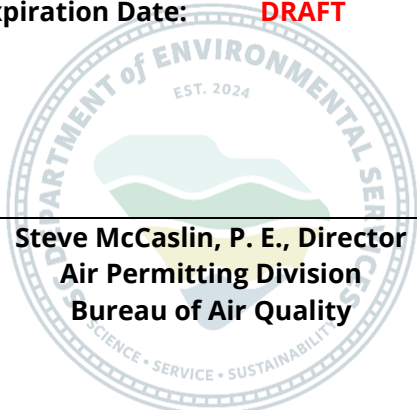 xpiration Date: DRAFT
DEPARTMENT of ENVIRONMENTAL SERVICES
EST. 2024
Steve McCaslin, P. E., Director
Air Permitting Division
Bureau of Air Quality
SCIENCE • SERVICE • SUSTAINABILITY